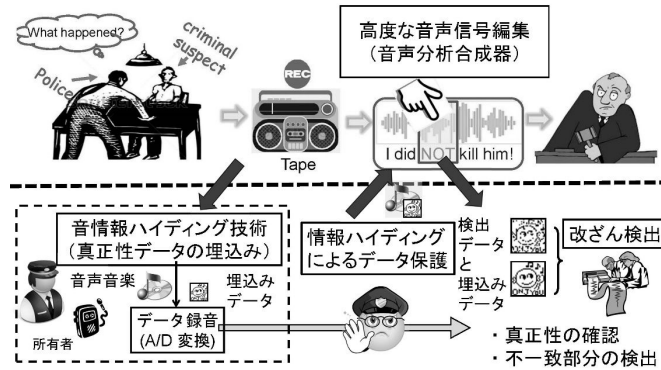 What happened?
criminal
suspect
Police
REC
Tape
高度な音声信号編集
(音声分析合成器)
I did NOT kill him!
音情報ハイディング技術
(真正性データの埋込み)
音声音楽
埋込み
データ
所有者
データ録音
(A/D 変換)
情報ハイディング
によるデータ保護
検出
データ
と
埋込み
データ
改ざん検出
・真正性の確認
・不一致部分の検出